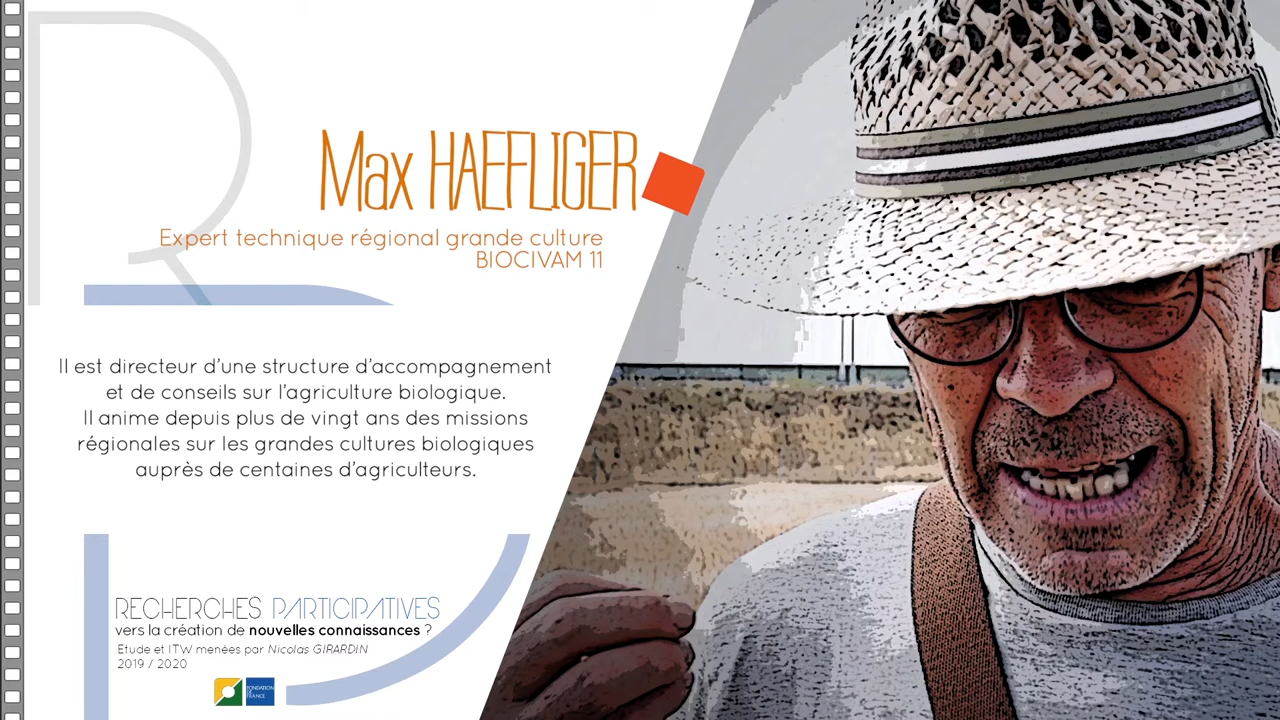 Max HAEFLIGER
Expert technique régional grande culture
BIOCIVAM 11
Il est directeur d'une structure d'accompagnement
et de conseils sur l'agriculture biologique.
Il anime depuis plus de vingt ans des missions
régionales sur les grandes cultures biologiques
auprès de centaines d'agriculteurs.
RECHERCHES PARTICIPATIVES
vers la création de nouvelles connaissances ?
Etude et ITW menées par Nicolas GIRARDIN
2019 / 2020
FONDATION
DE
FRANCE